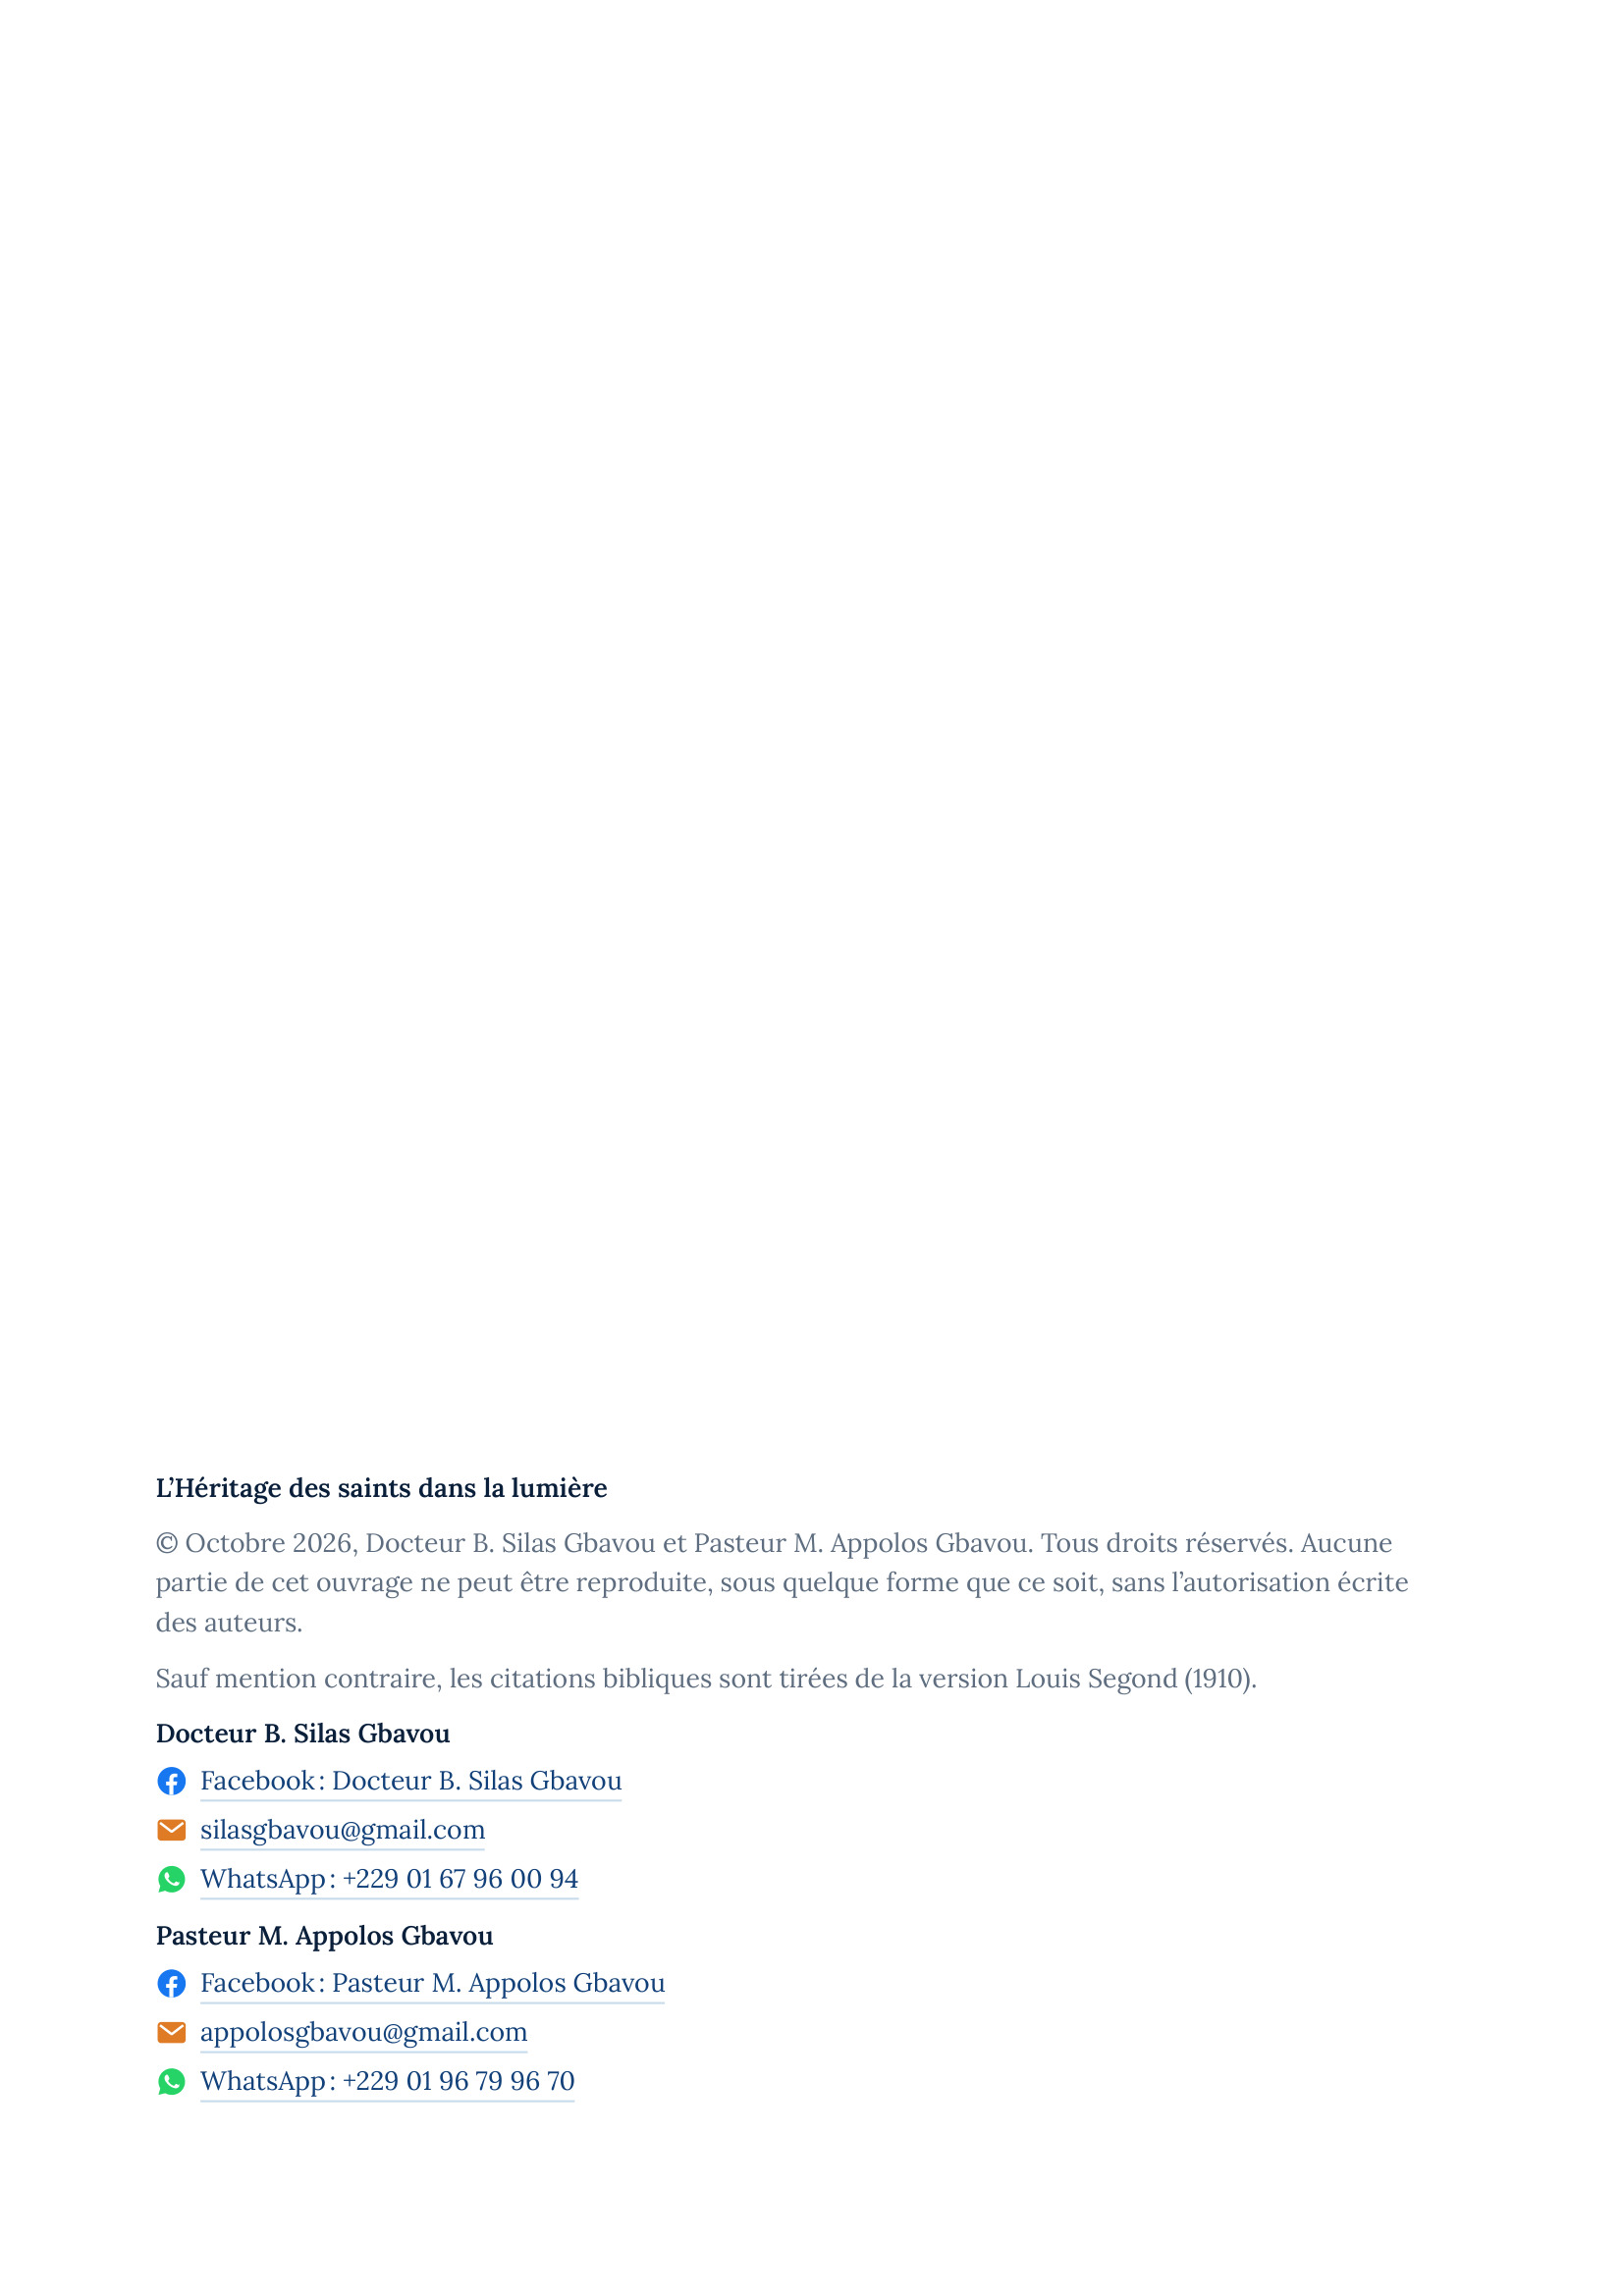 L’Héritage des saints dans la lumière
© Octobre 2026, Docteur B. Silas Gbavou et Pasteur M. Appolos Gbavou. Tous droits réservés. Aucune
partie de cet ouvrage ne peut être reproduite, sous quelque forme que ce soit, sans l’autorisation écrite
des auteurs.
Sauf mention contraire, les citations bibliques sont tirées de la version Louis Segond (1910).
Docteur B. Silas Gbavou
Facebook : Docteur B. Silas Gbavou
silasgbavou@gmail.com
WhatsApp : +229 01 67 96 00 94
Pasteur M. Appolos Gbavou
Facebook : Pasteur M. Appolos Gbavou
appolosgbavou@gmail.com
WhatsApp : +229 01 96 79 96 70